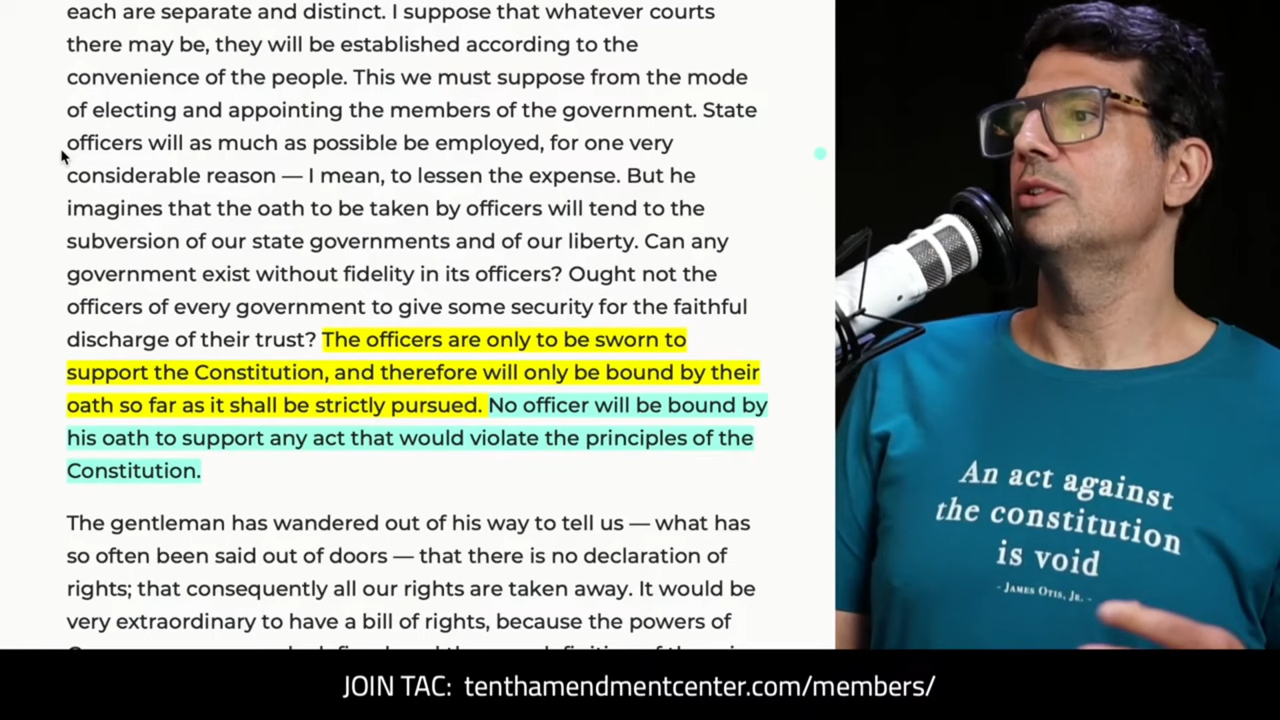 each are separate and distinct. I suppose that whatever courts
there may be, they will be established according to the
convenience of the people. This we must suppose from the mode
of electing and appointing the members of the government. State
officers will as much as possible be employed, for one very
considerable reason — I mean, to lessen the expense. But he
imagines that the oath to be taken by officers will tend to the
subversion of our state governments and of our liberty. Can any
government exist without fidelity in its officers? Ought not the
officers of every government to give some security for the faithful
discharge of their trust? The officers are only to be sworn to
support the Constitution, and therefore will only be bound by their
oath so far as it shall be strictly pursued. No officer will be bound by
his oath to support any act that would violate the principles of the
Constitution.
The gentleman has wandered out of his way to tell us — what has
so often been said out of doors — that there is no declaration of
rights; that consequently all our rights are taken away. It would be
very extraordinary to have a bill of rights, because the powers of
An act against
the constitution
is void
- James Otis, Jr. -
JOIN TAC: tenthamendmentcenter.com/members/